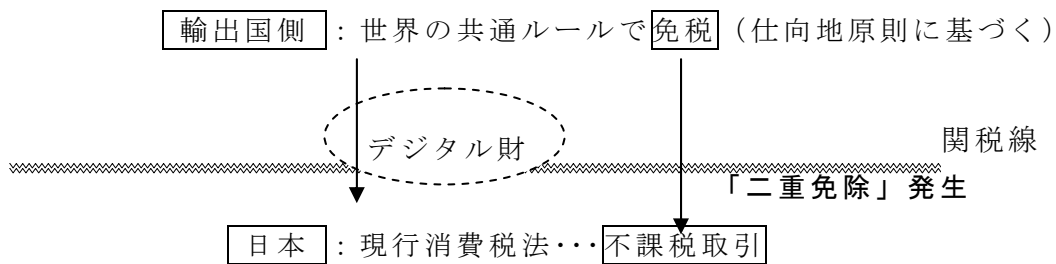 輸出国側：世界の共通ルールで免税（仕向地原則に基づく）
デジタル財
関税線
「二重免除」発生
日本：現行消費税法･･･不課税取引